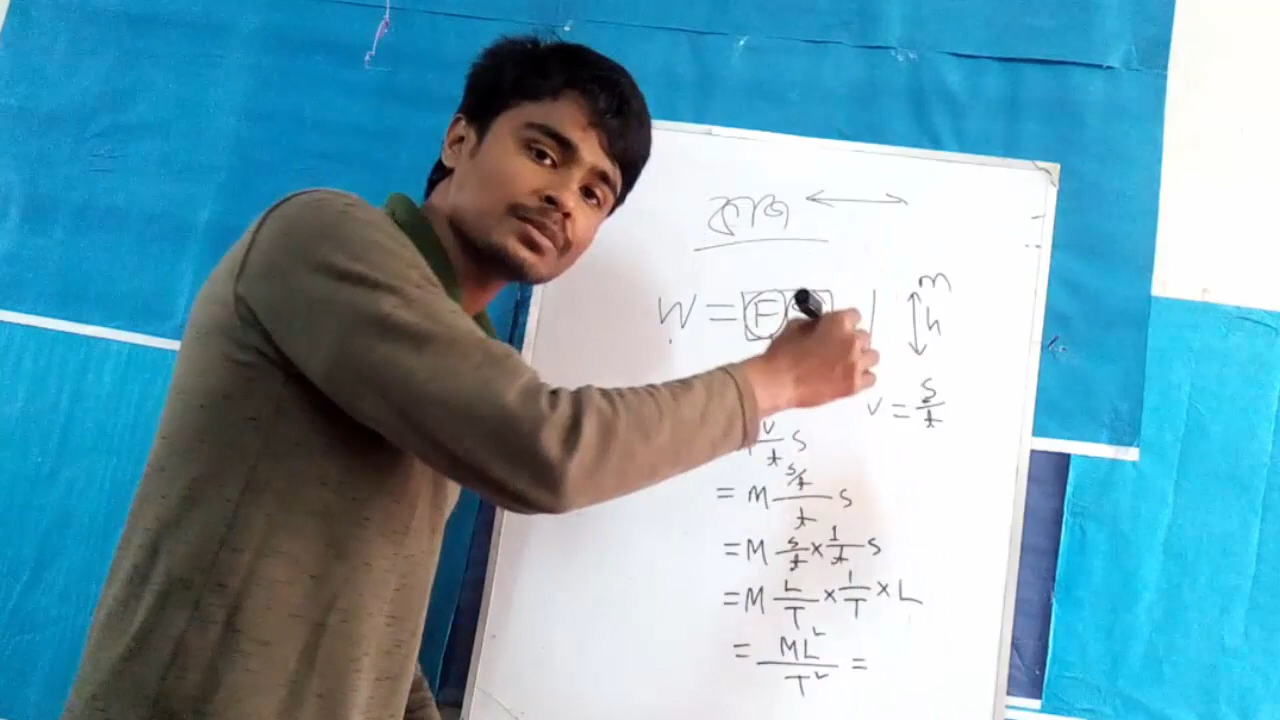 কাজ
W = F
m
h
v = s/t
v/t s
= M s/t/t s
= M s/t × 1/t s
= M L/T × 1/T × L
= ML²/T² =